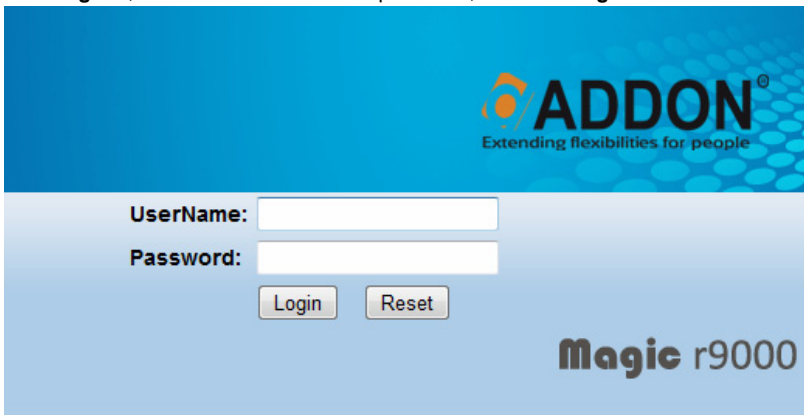 ADDON®
Extending flexibilities for people
UserName:
Password:
Login Reset
Magic r9000